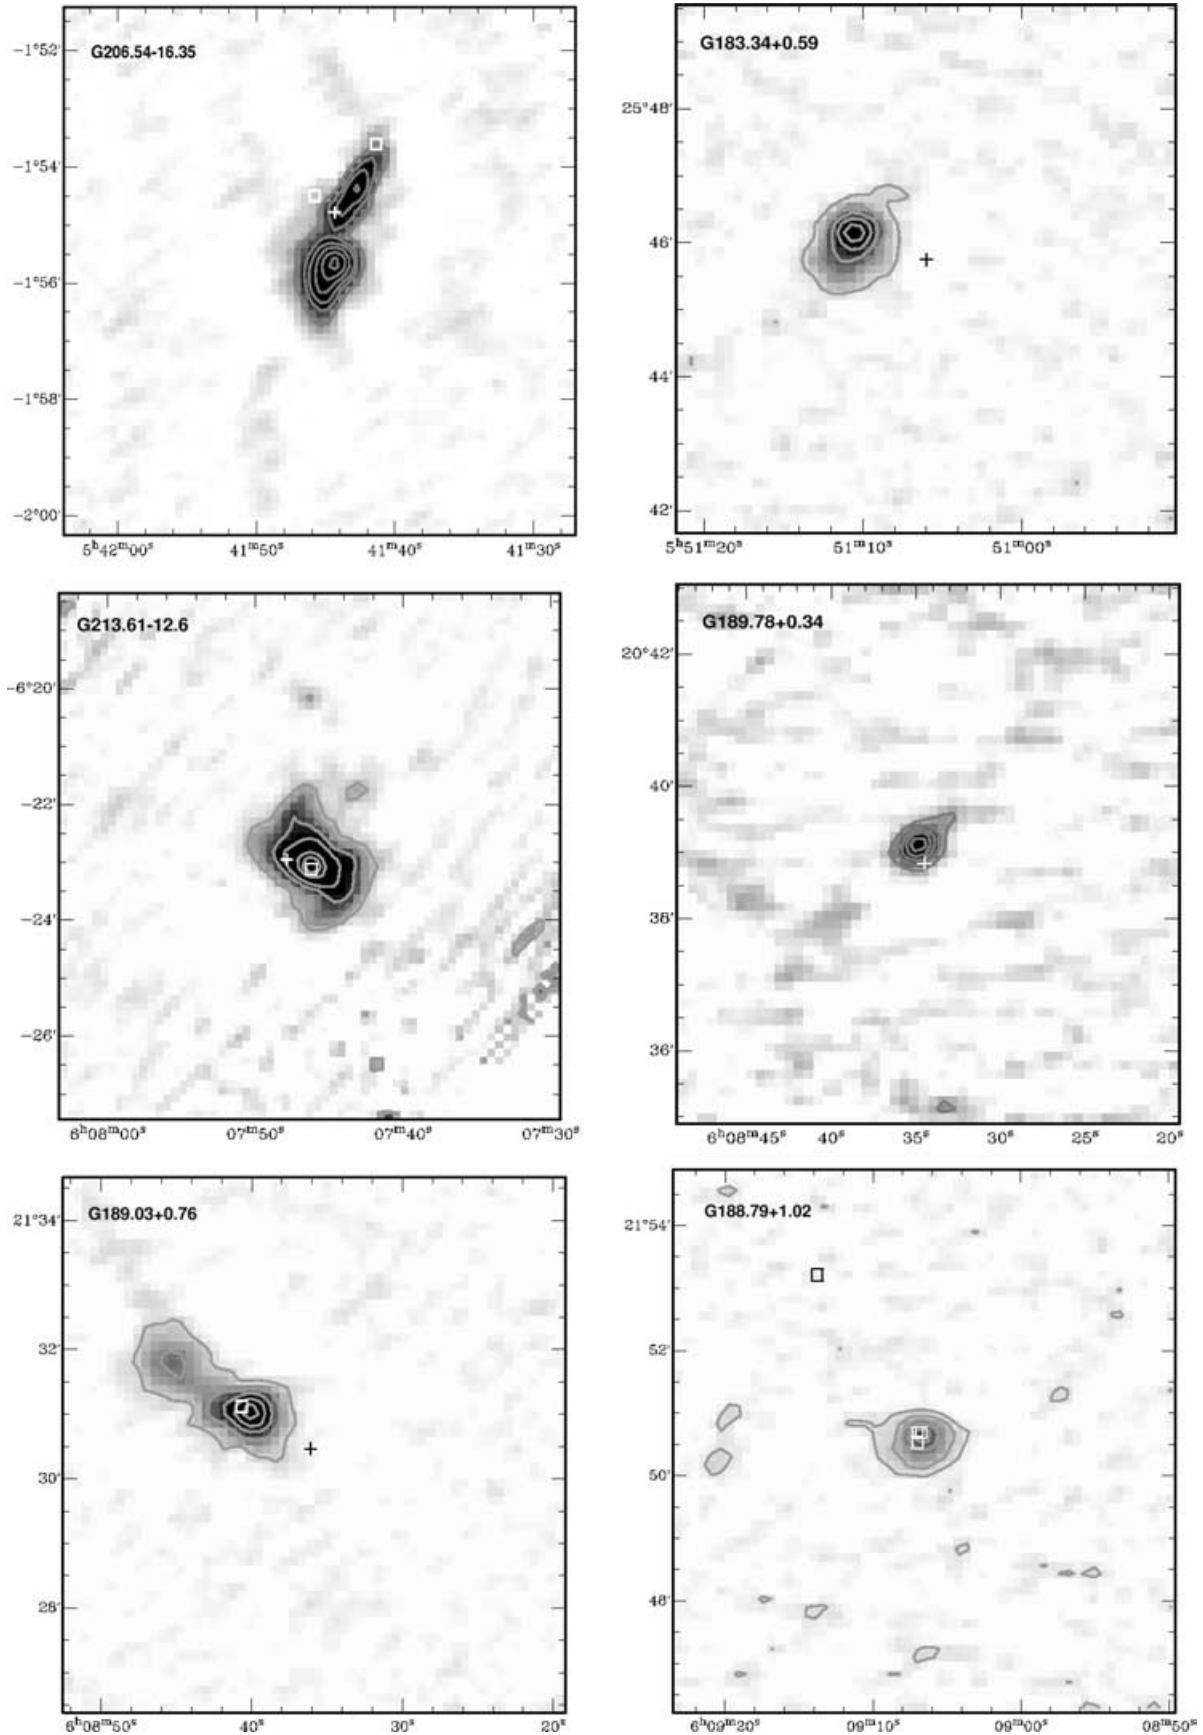 G206.54-16.35
−1°52′
−1°54′
−1°56′
−1°58′
−2°00′
5ʰ42ᵐ00ˢ 41ᵐ50ˢ 41ᵐ40ˢ 41ᵐ30ˢ
G183.34+0.59
25°48′
46′
44′
42′
5ʰ51ᵐ20ˢ 51ᵐ10ˢ 51ᵐ00ˢ
G213.61-12.6
−6°20′
−22′
−24′
−26′
6ʰ08ᵐ00ˢ 07ᵐ50ˢ 07ᵐ40ˢ 07ᵐ30ˢ
G189.78+0.34
20°42′
40′
38′
36′
6ʰ08ᵐ45ˢ 40ˢ 35ˢ 30ˢ 25ˢ 20ˢ
G189.03+0.76
21°34′
32′
30′
28′
6ʰ08ᵐ50ˢ 40ˢ 30ˢ 20ˢ
G188.79+1.02
21°54′
52′
50′
48′
6ʰ09ᵐ20ˢ 09ᵐ10ˢ 09ᵐ00ˢ 08ᵐ50ˢ